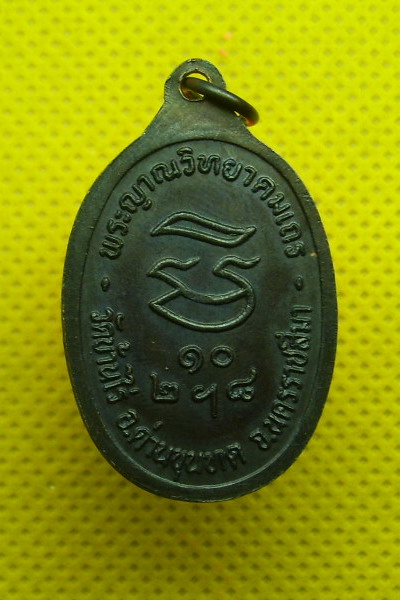 พระญาณวิทยาคมเถร
๑๐
๒ ฯ ๘
วัดบ้านไร่ อ.ด่านขุนทด จ.นครราชสีมา